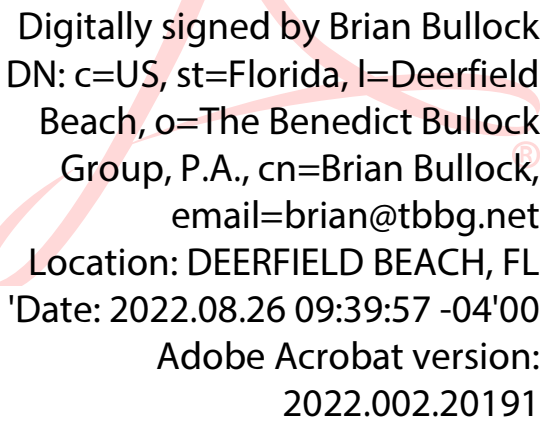 Digitally signed by Brian Bullock
DN: c=US, st=Florida, l=Deerfield
Beach, o=The Benedict Bullock
Group, P.A., cn=Brian Bullock,
email=brian@tbbg.net
Location: DEERFIELD BEACH, FL
'Date: 2022.08.26 09:39:57 -04'00
Adobe Acrobat version:
2022.002.20191
®